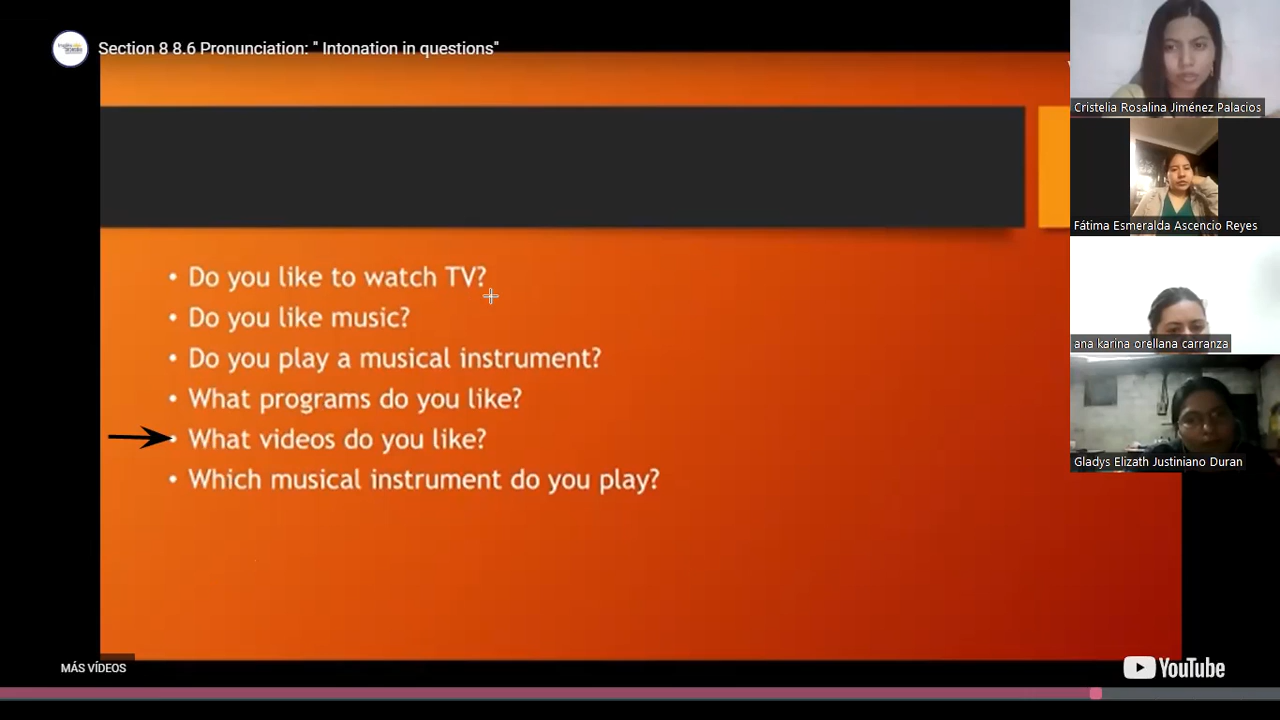 Section 8 8.6 Pronunciation: " Intonation in questions"
• Do you like to watch TV?
• Do you like music?
• Do you play a musical instrument?
• What programs do you like?
• What videos do you like?
• Which musical instrument do you play?
MÁS VÍDEOS
YouTube
Cristelia Rosalina Jiménez Palacios
Fátima Esmeralda Ascencio Reyes
ana karina orellana carranza
Gladys Elizath Justiniano Duran